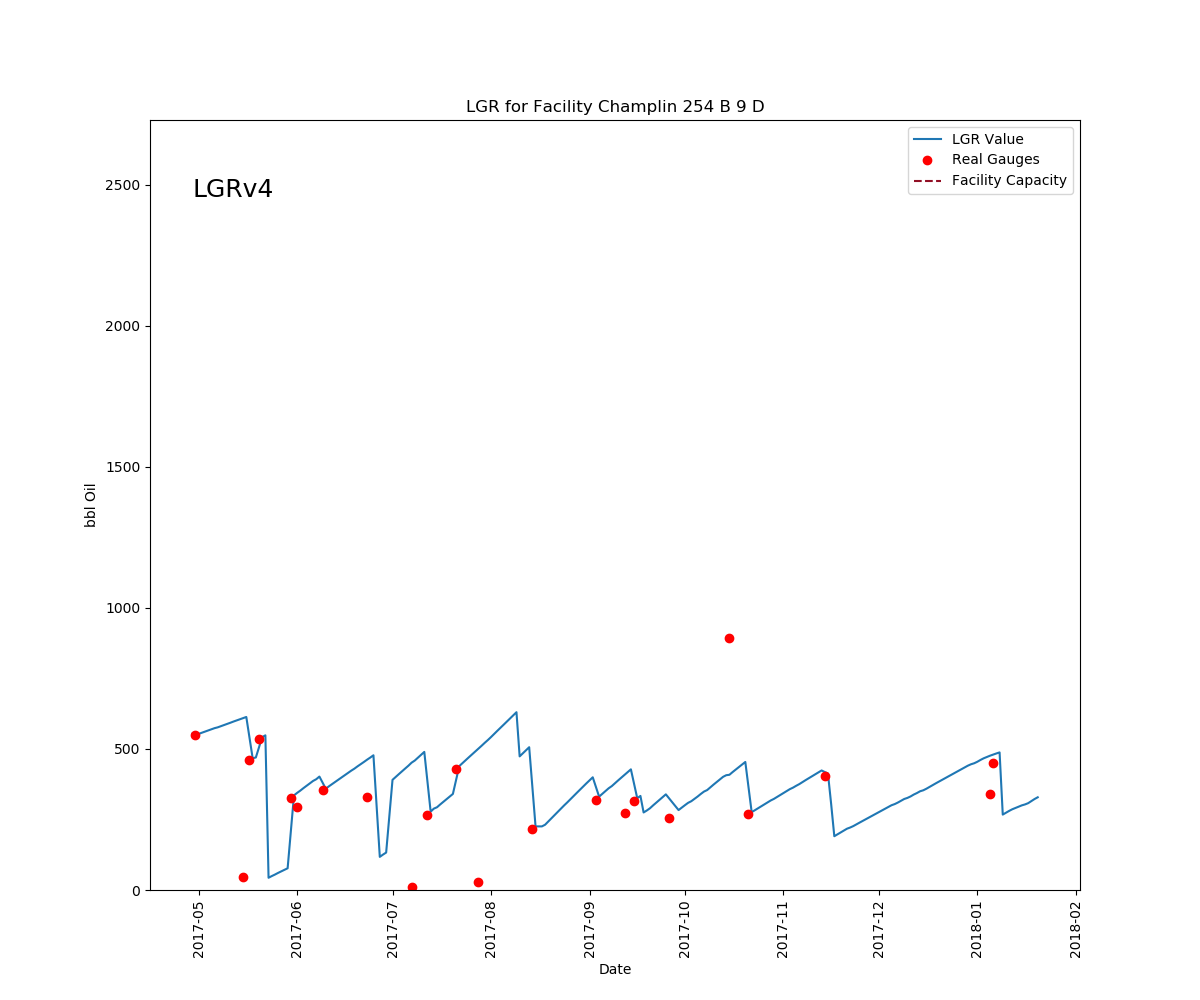 LGR for Facility Champlin 254 B 9 D
LGRv4
LGR Value
Real Gauges
Facility Capacity
2500
2000
1500
1000
500
0
bbl Oil
2017-05
2017-06
2017-07
2017-08
2017-09
2017-10
2017-11
2017-12
2018-01
2018-02
Date